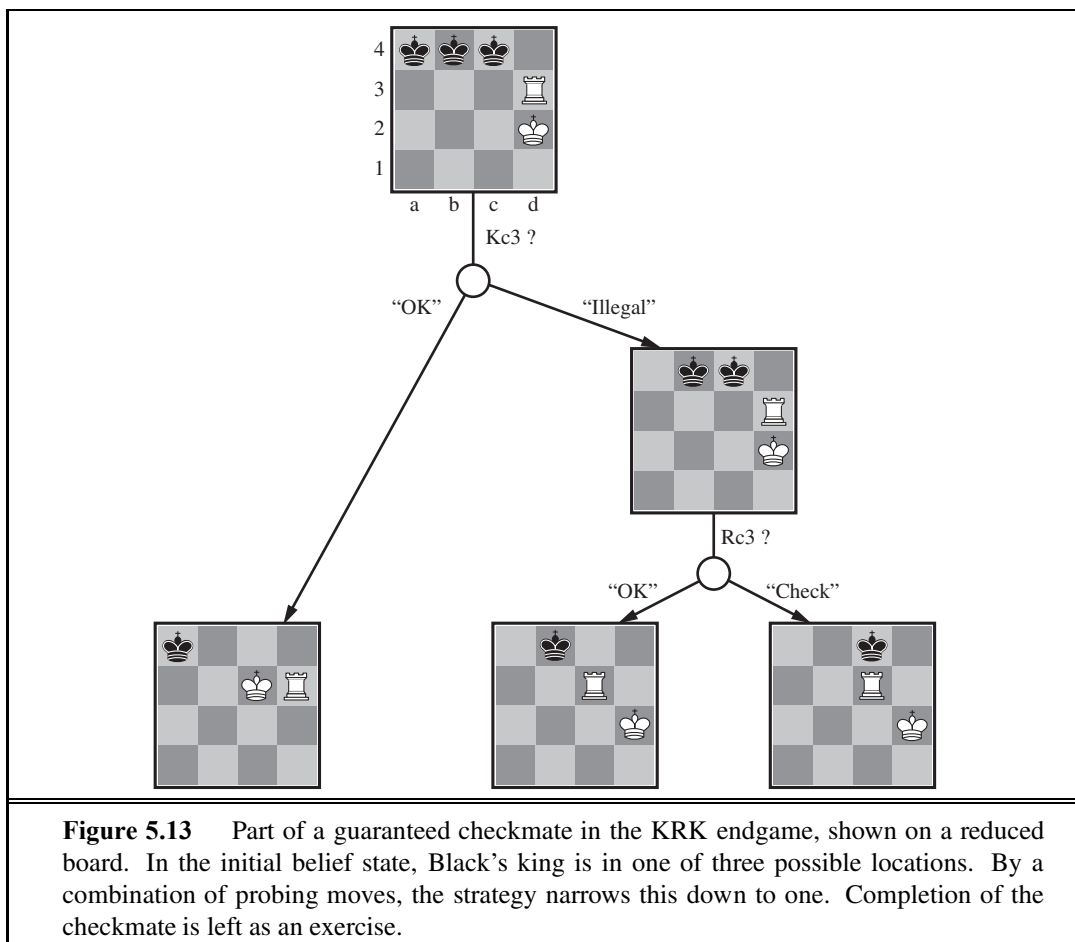 4
3
2
1
a b c d
Kc3 ?
“OK” “Illegal”
Rc3 ?
“OK” “Check”
Figure 5.13 Part of a guaranteed checkmate in the KRK endgame, shown on a reduced
board. In the initial belief state, Black’s king is in one of three possible locations. By a
combination of probing moves, the strategy narrows this down to one. Completion of the
checkmate is left as an exercise.